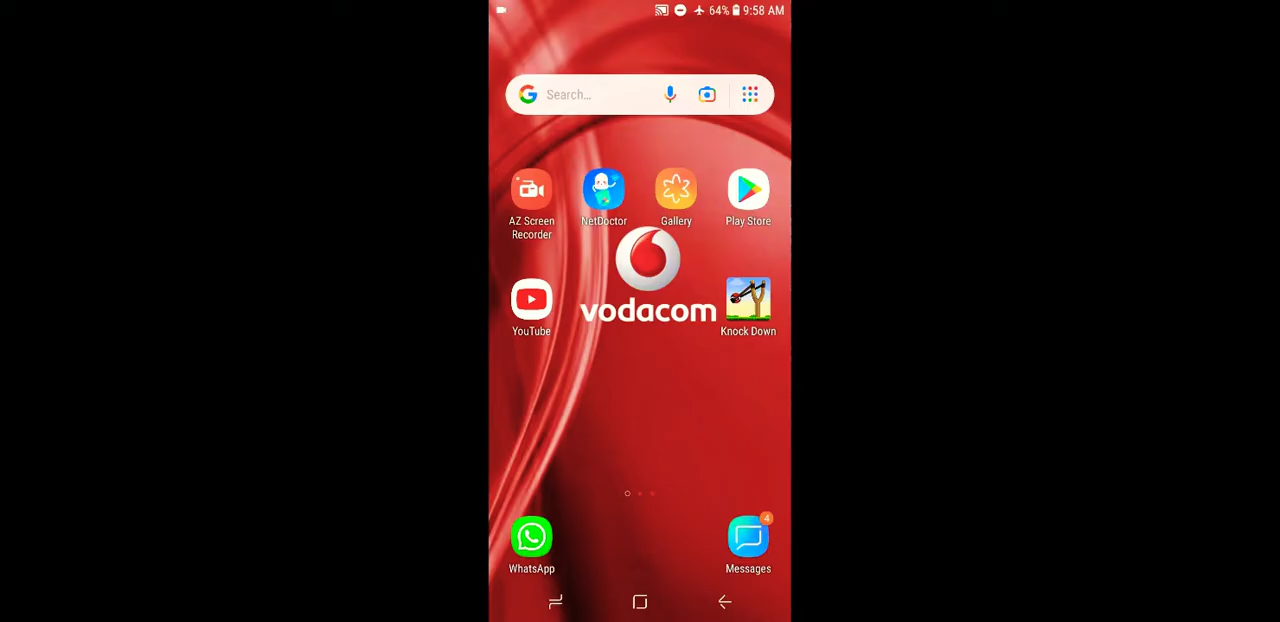 64% 9:58 AM
Search...
AZ Screen
Recorder
NetDoctor
Gallery
Play Store
vodacom
YouTube
Knock Down
4
WhatsApp
Messages